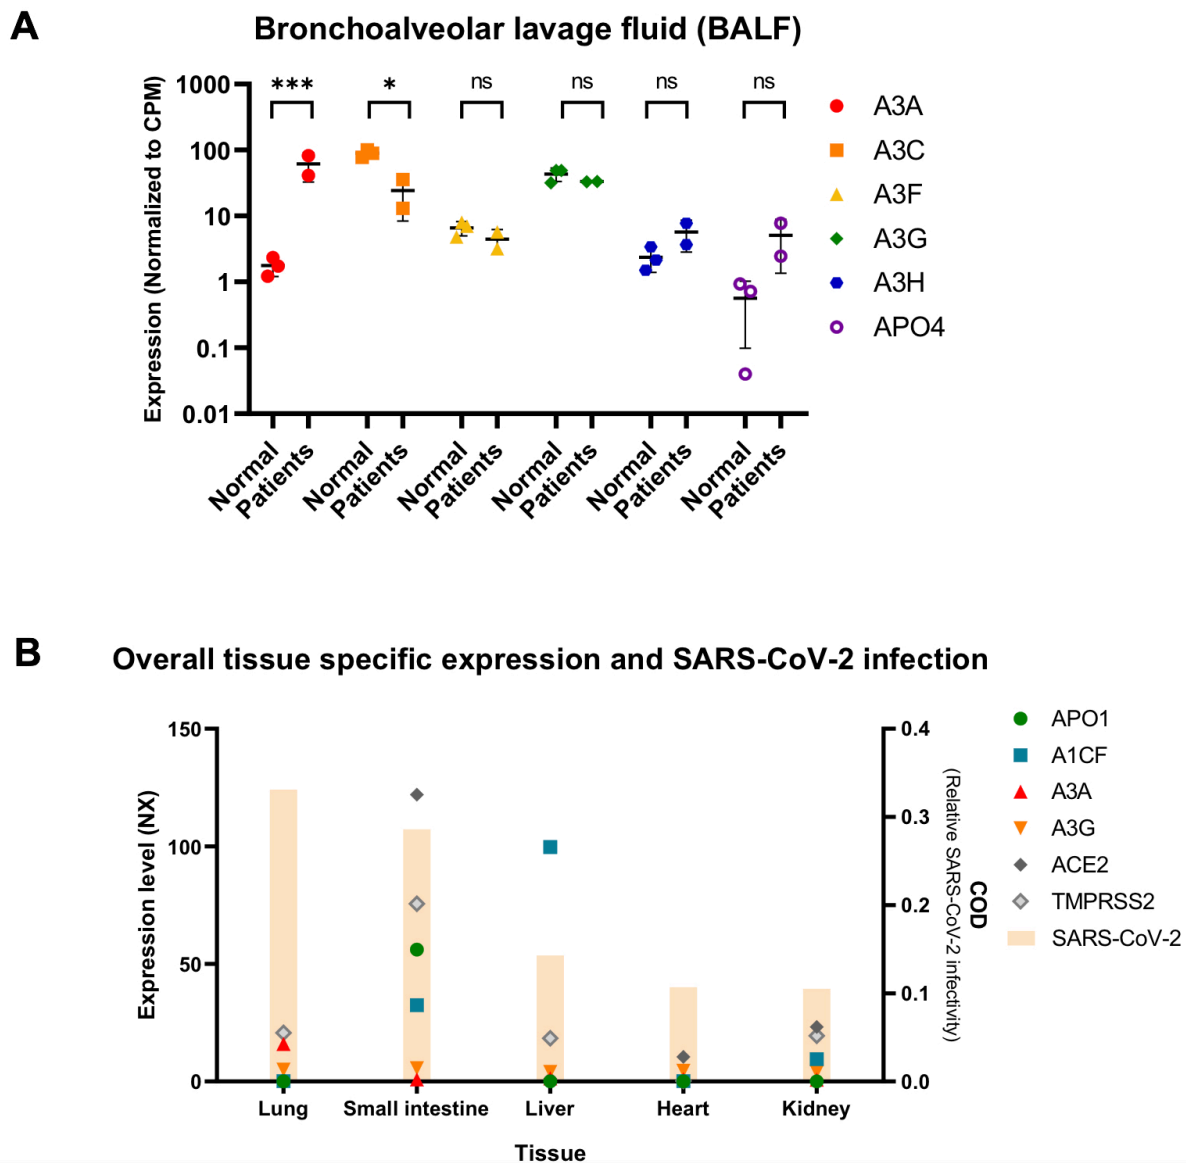 A
Bronchoalveolar lavage fluid (BALF)
Expression (Normalized to CPM)
1000
100
10
1
0.1
0.01
*** * ns ns ns ns
Normal Patients Normal Patients Normal Patients Normal Patients Normal Patients Normal Patients
A3A
A3C
A3F
A3G
A3H
APO4
B
Overall tissue specific expression and SARS-CoV-2 infection
Expression level (NX)
150
100
50
0
Lung Small intestine Liver Heart Kidney
Tissue
0.4
0.3
0.2
0.1
0.0
COD
(Relative SARS-CoV-2 infectivity)
APO1
A1CF
A3A
A3G
ACE2
TMPRSS2
SARS-CoV-2